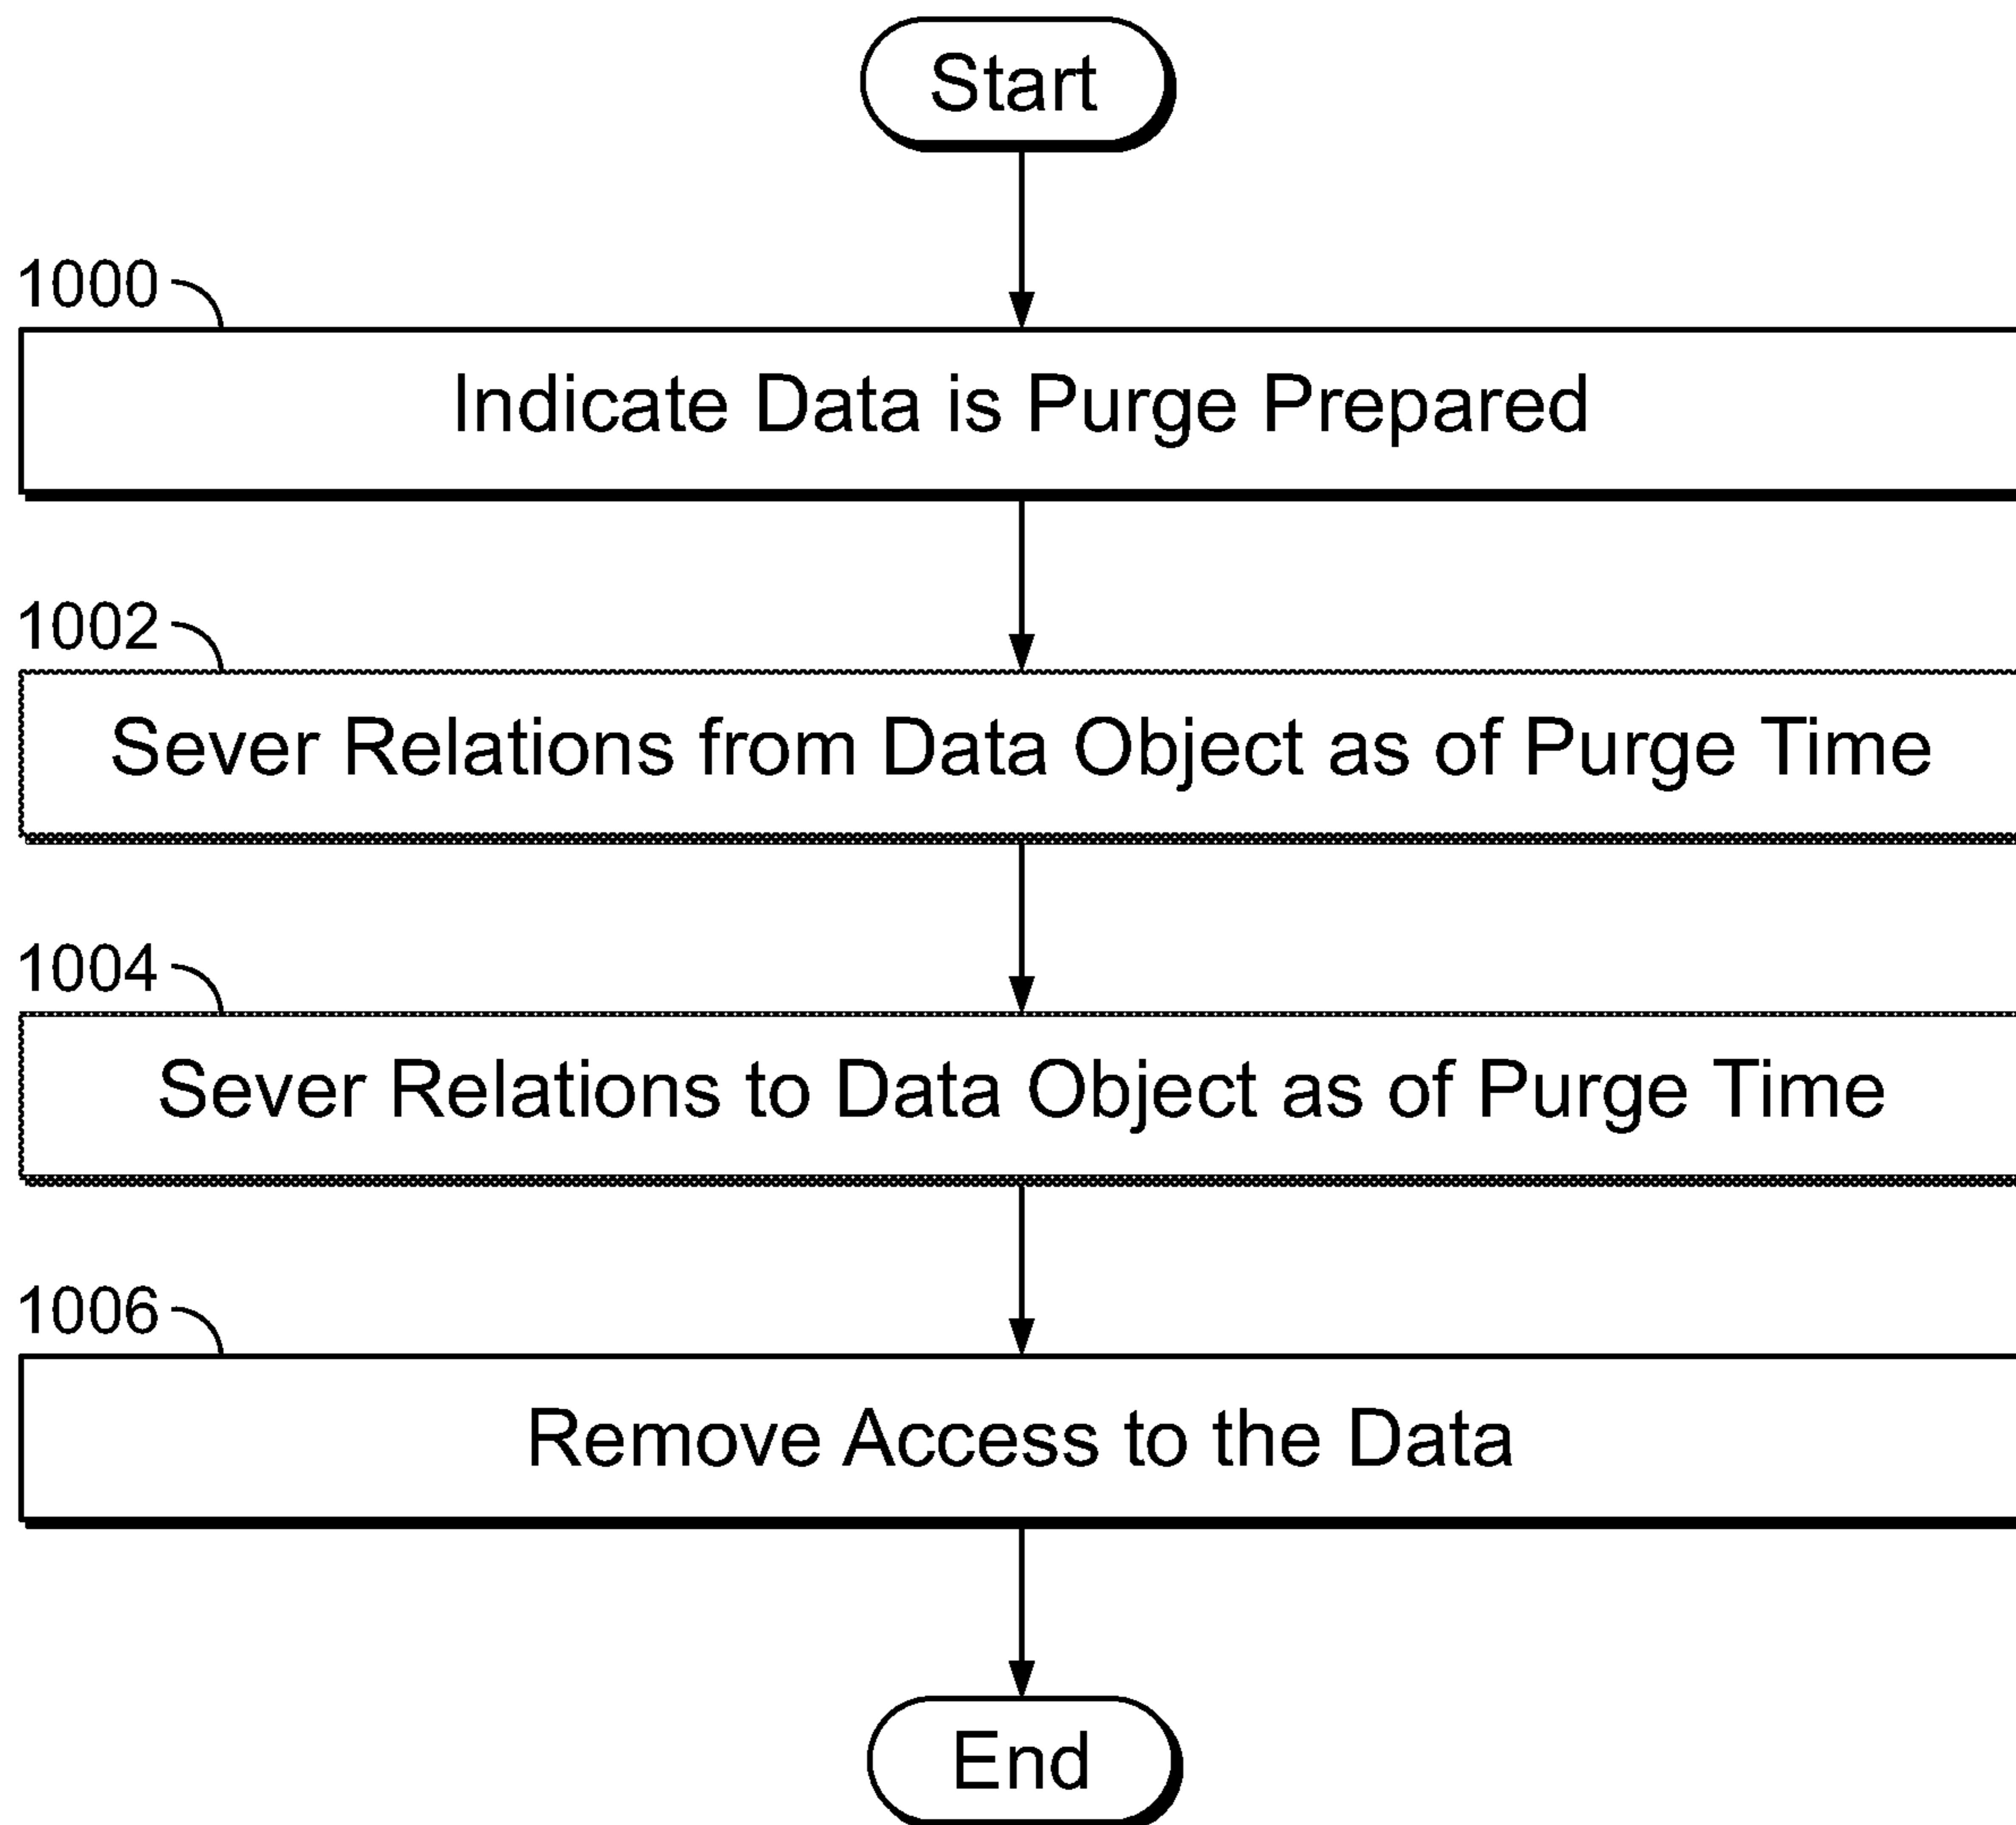 Start
1000
Indicate Data is Purge Prepared
1002
Sever Relations from Data Object as of Purge Time
1004
Sever Relations to Data Object as of Purge Time
1006
Remove Access to the Data
End